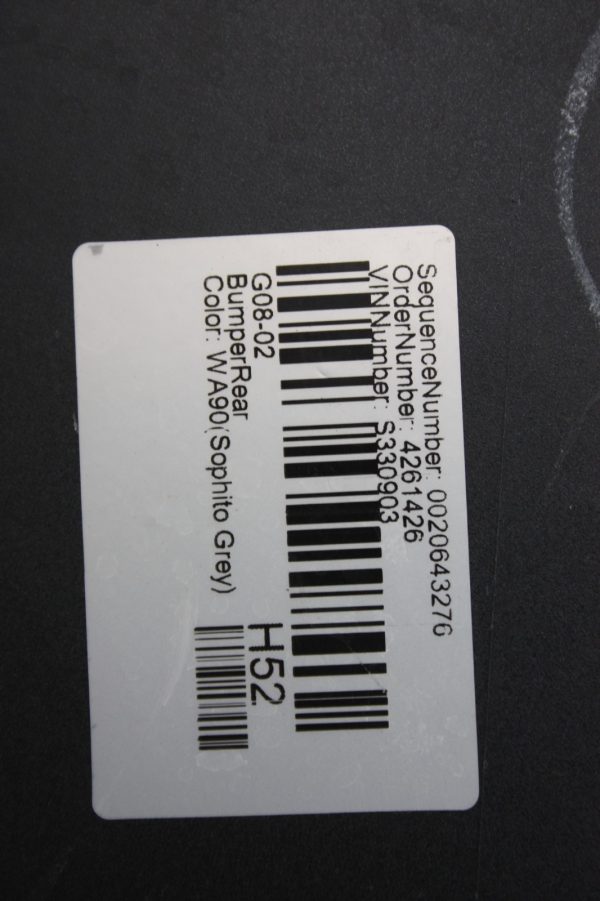 SequenceNumber: 0020643276
OrderNumber: 4261426
VINNumber: S330903
G08-02
BumperRear
Color: WA90(Sophito Grey)
H52